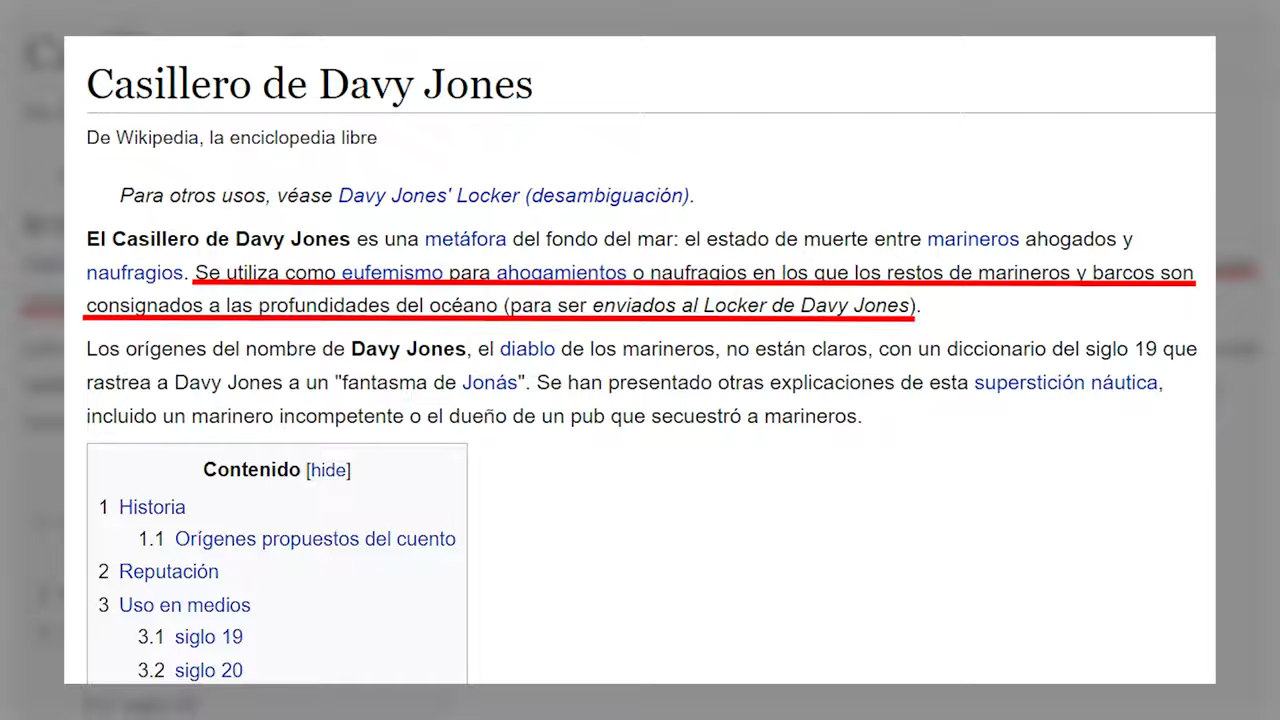 Casillero de Davy Jones
De Wikipedia, la enciclopedia libre
Para otros usos, véase Davy Jones' Locker (desambiguación).
El Casillero de Davy Jones es una metáfora del fondo del mar: el estado de muerte entre marineros ahogados y
naufragios. Se utiliza como eufemismo para ahogamientos o naufragios en los que los restos de marineros y barcos son
consignados a las profundidades del océano (para ser enviados al Locker de Davy Jones).
Los orígenes del nombre de Davy Jones, el diablo de los marineros, no están claros, con un diccionario del siglo 19 que
rastrea a Davy Jones a un "fantasma de Jonás". Se han presentado otras explicaciones de esta superstición náutica,
incluido un marinero incompetente o el dueño de un pub que secuestró a marineros.
Contenido [hide]
1 Historia
1.1 Orígenes propuestos del cuento
2 Reputación
3 Uso en medios
3.1 siglo 19
3.2 siglo 20